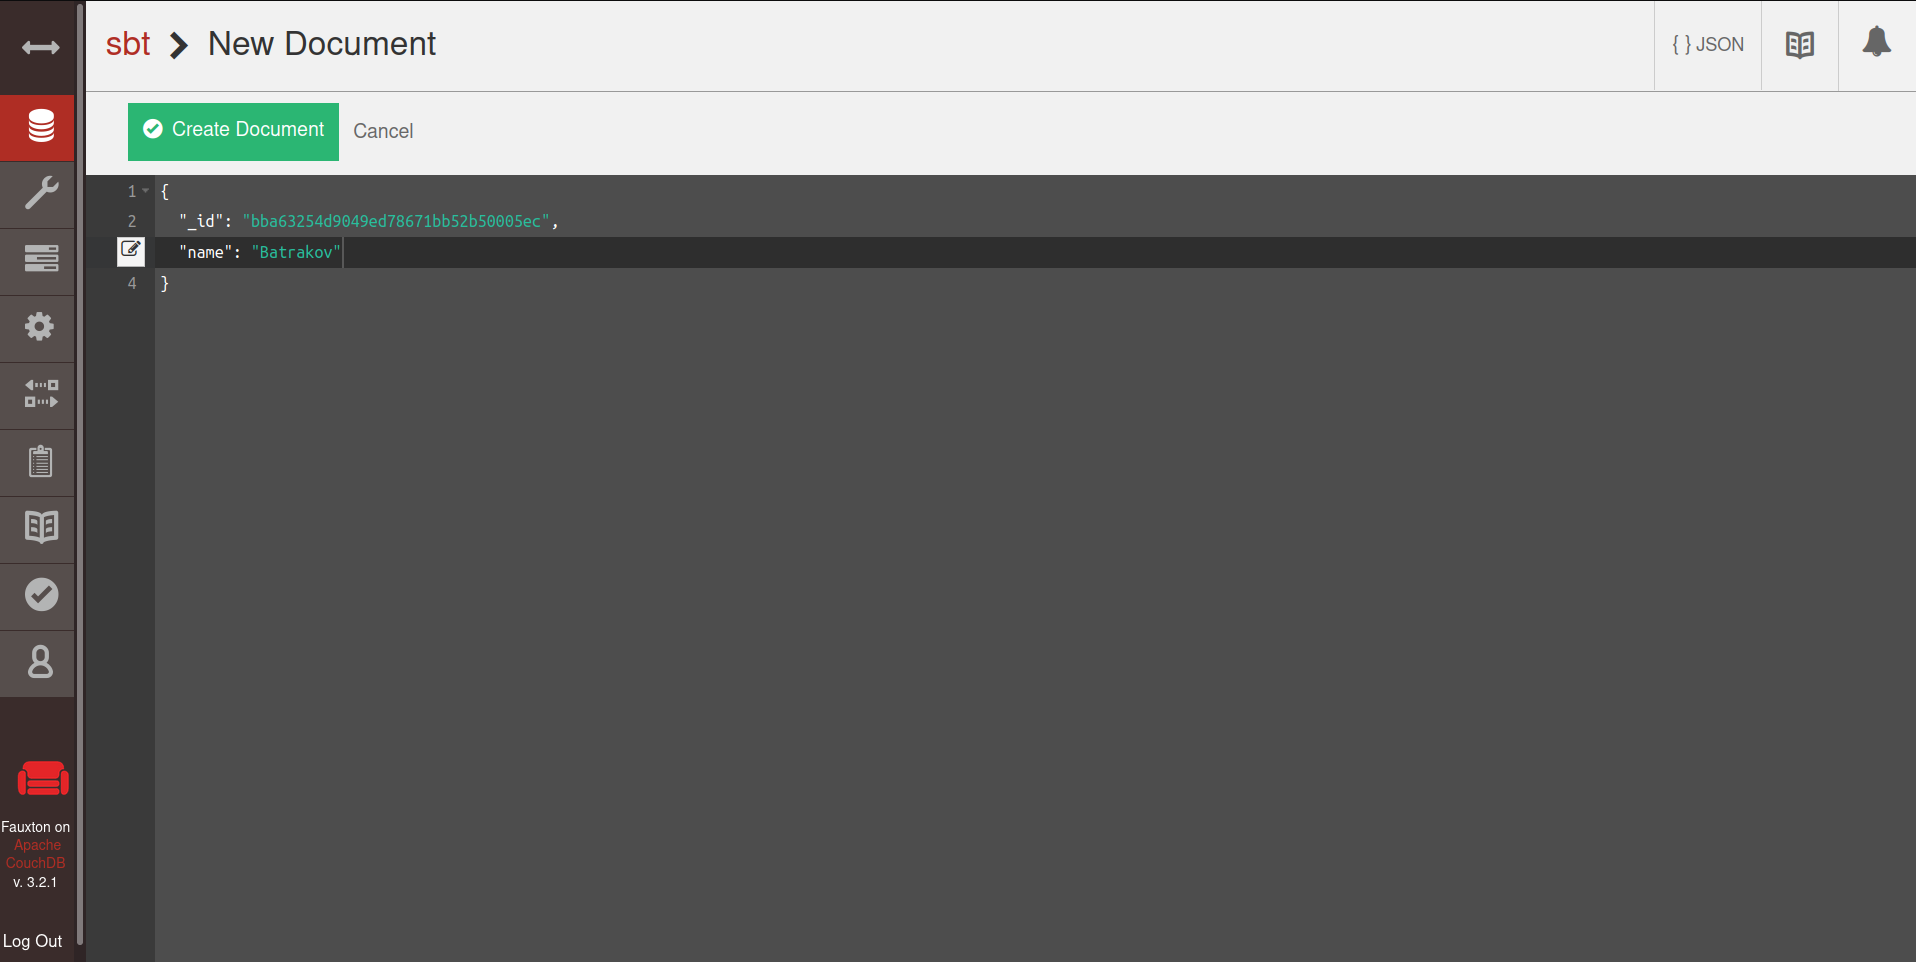 sbt New Document
{ } JSON
Create Document Cancel
1 {
2 "_id": "bba63254d9049ed78671bb52b50005ec",
"name": "Batrakov"
4 }
Fauxton on
Apache
CouchDB
v. 3.2.1
Log Out